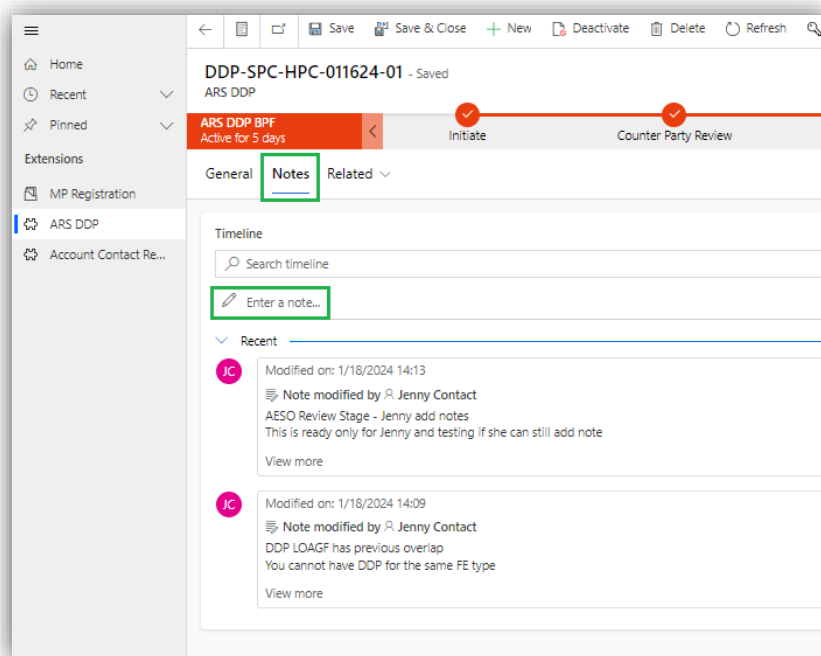 Save
Save & Close
New
Deactivate
Delete
Refresh
Home
Recent
Pinned
Extensions
MP Registration
ARS DDP
Account Contact Re...
DDP-SPC-HPC-011624-01 - Saved
ARS DDP
ARS DDP BPF
Active for 5 days
Initiate
Counter Party Review
General
Notes
Related
Timeline
Search timeline
Enter a note...
Recent
JC
Modified on: 1/18/2024 14:13
Note modified by Jenny Contact
AESO Review Stage - Jenny add notes
This is ready only for Jenny and testing if she can still add note
View more
JC
Modified on: 1/18/2024 14:09
Note modified by Jenny Contact
DDP LOAGF has previous overlap
You cannot have DDP for the same FE type
View more